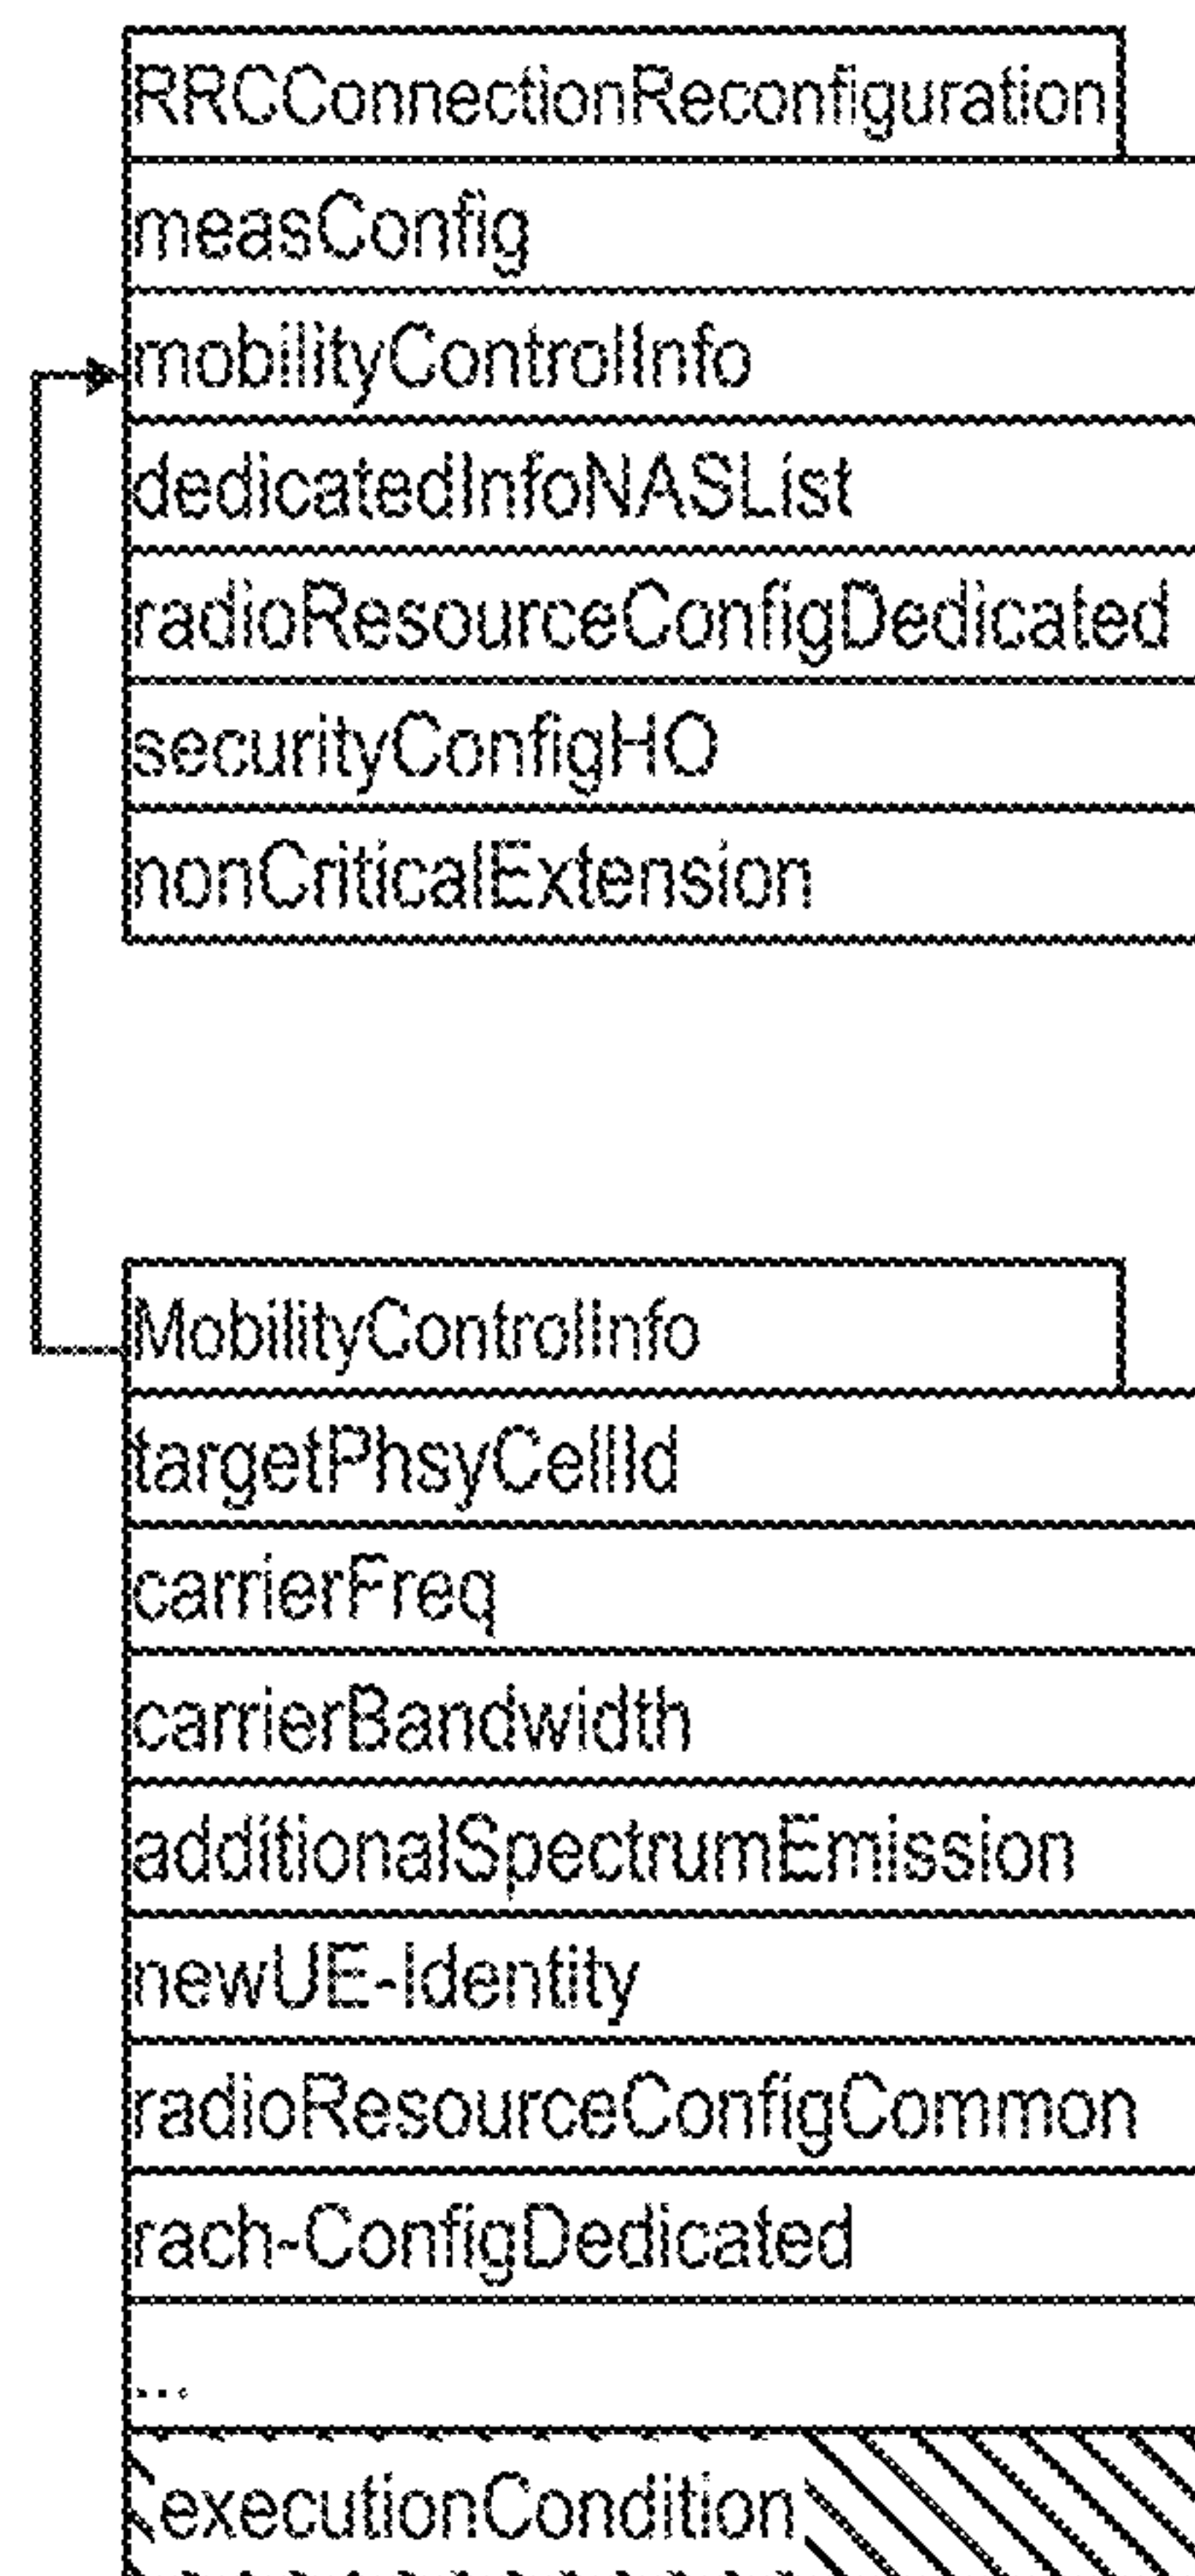 RRCConnectionReconfiguration
measConfig
mobilityControlInfo
dedicatedInfoNASList
radioResourceConfigDedicated
securityConfigHO
nonCriticalExtension
MobilityControlInfo
targetPhsyCellId
carrierFreq
carrierBandwidth
additionalSpectrumEmission
newUE-Identity
radioResourceConfigCommon
rach-ConfigDedicated
...
executionCondition